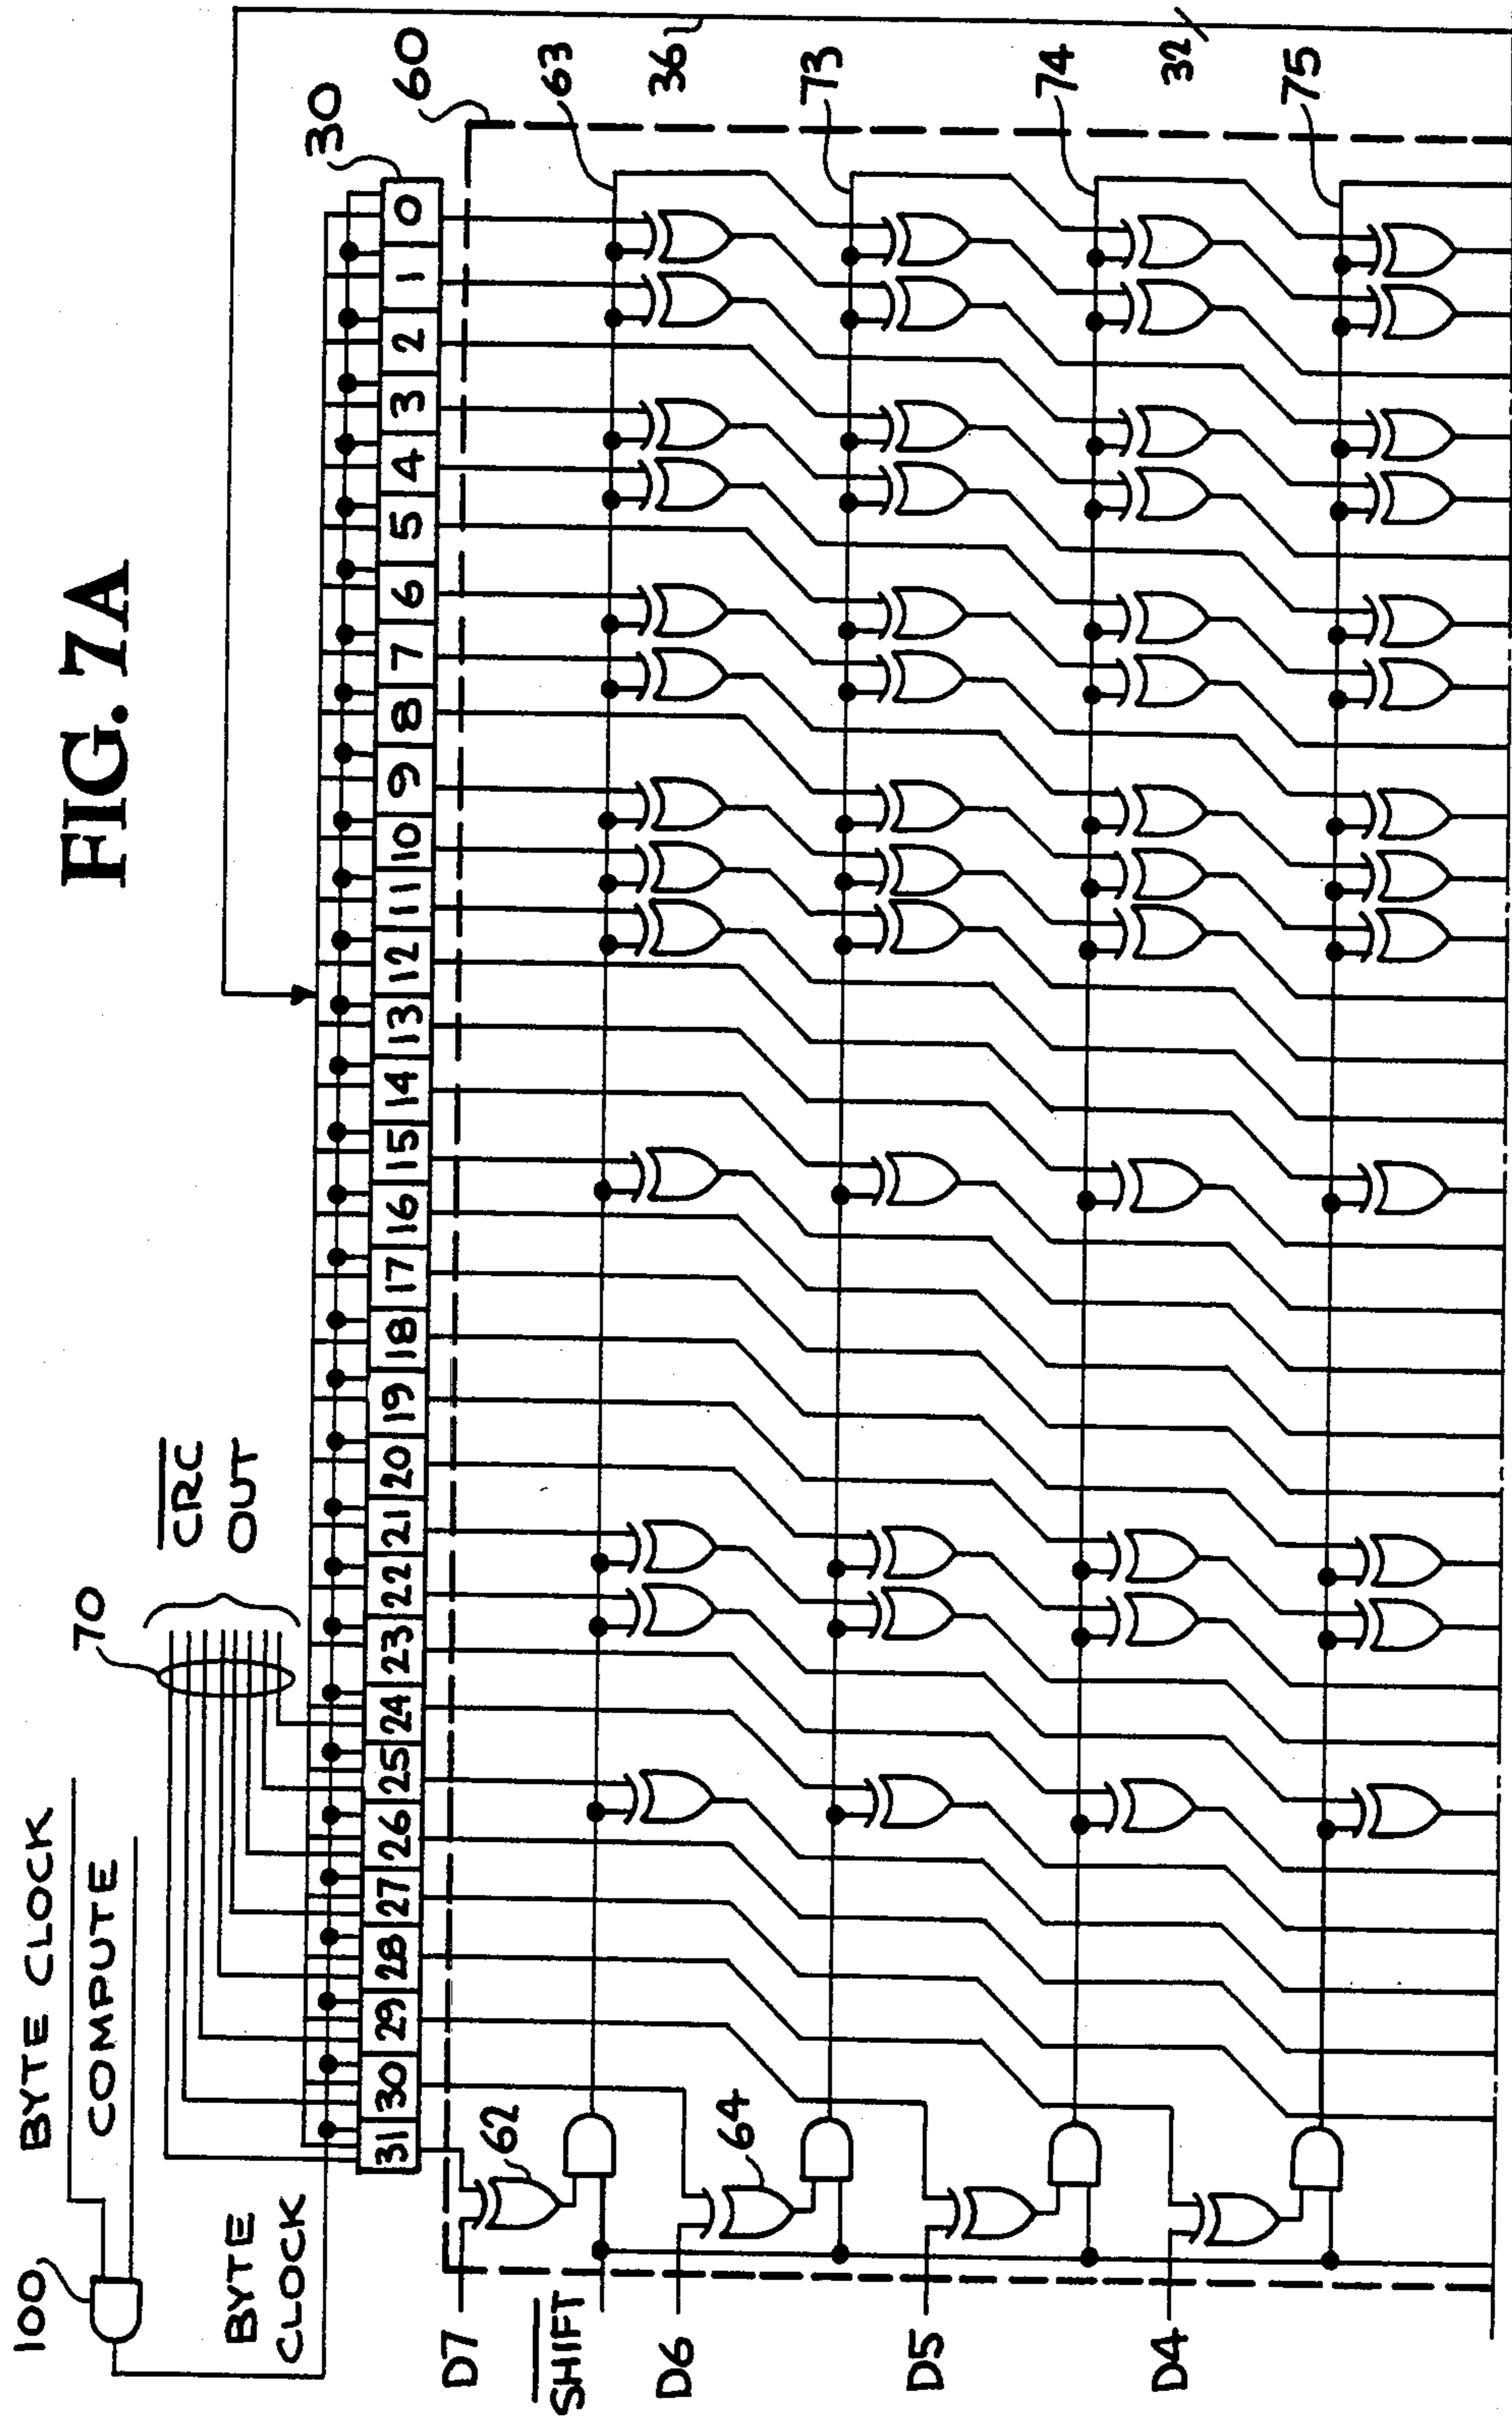 FIG. 7A
100
BYTE CLOCK
COMPUTE
70
CRC
OUT
BYTE
CLOCK
31 30 29 28 27 26 25 24 23 22 21 20 19 18 17 16 15 14 13 12 11 10 9 8 7 6 5 4 3 2 1 0
30
60
D7
62
63
SHIFT
36
D6
64
73
D5
74
D4
32
75